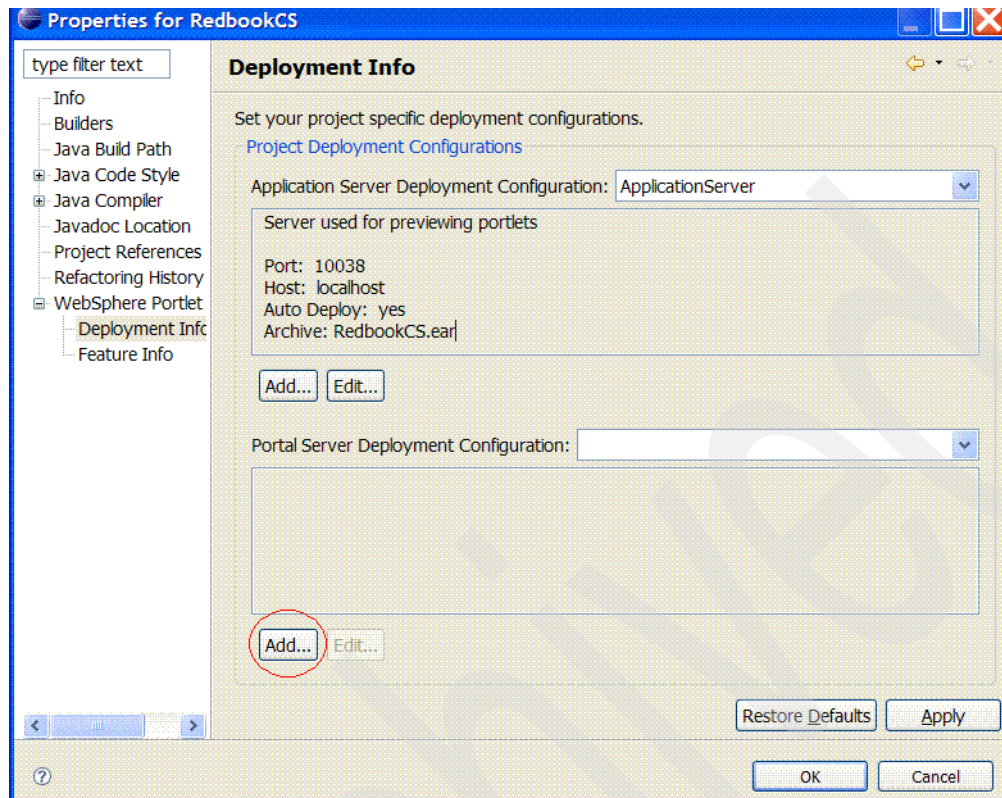 Properties for RedbookCS
type filter text
Info
Builders
Java Build Path
Java Code Style
Java Compiler
Javadoc Location
Project References
Refactoring History
WebSphere Portlet
Deployment Info
Feature Info
Deployment Info
Set your project specific deployment configurations.
Project Deployment Configurations
Application Server Deployment Configuration: ApplicationServer
Server used for previewing portlets
Port: 10038
Host: localhost
Auto Deploy: yes
Archive: RedbookCS.ear
Add... Edit...
Portal Server Deployment Configuration:
Add... Edit...
Restore Defaults Apply
? OK Cancel